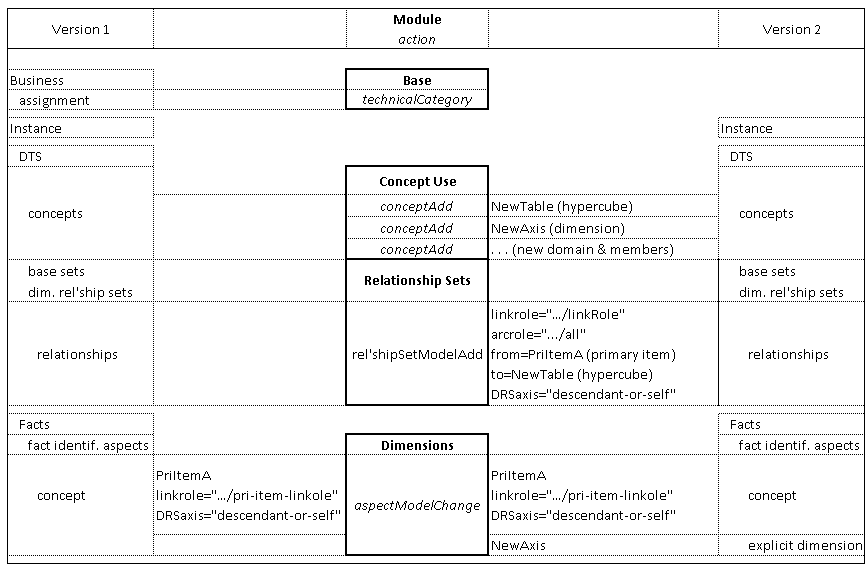 Version 1 Module Version 2
action
Business Base
assignment technicalCategory
Instance Instance
DTS DTS
Concept Use
concepts conceptAdd NewTable (hypercube) concepts
conceptAdd NewAxis (dimension)
conceptAdd . . . (new domain & members)
base sets Relationship Sets base sets
dim. rel'ship sets dim. rel'ship sets
linkrole=".../linkRole"
arcrole=".../all"
relationships rel'shipSetModelAdd from=PriItemA (primary item) relationships
to=NewTable (hypercube)
DRSaxis="descendant-or-self"
Facts Facts
fact identif. aspects Dimensions fact identif. aspects
PriItemA PriItemA
concept linkrole=".../pri-item-linkole" aspectModelChange linkrole=".../pri-item-linkole" concept
DRSaxis="descendant-or-self" DRSaxis="descendant-or-self"
NewAxis explicit dimension